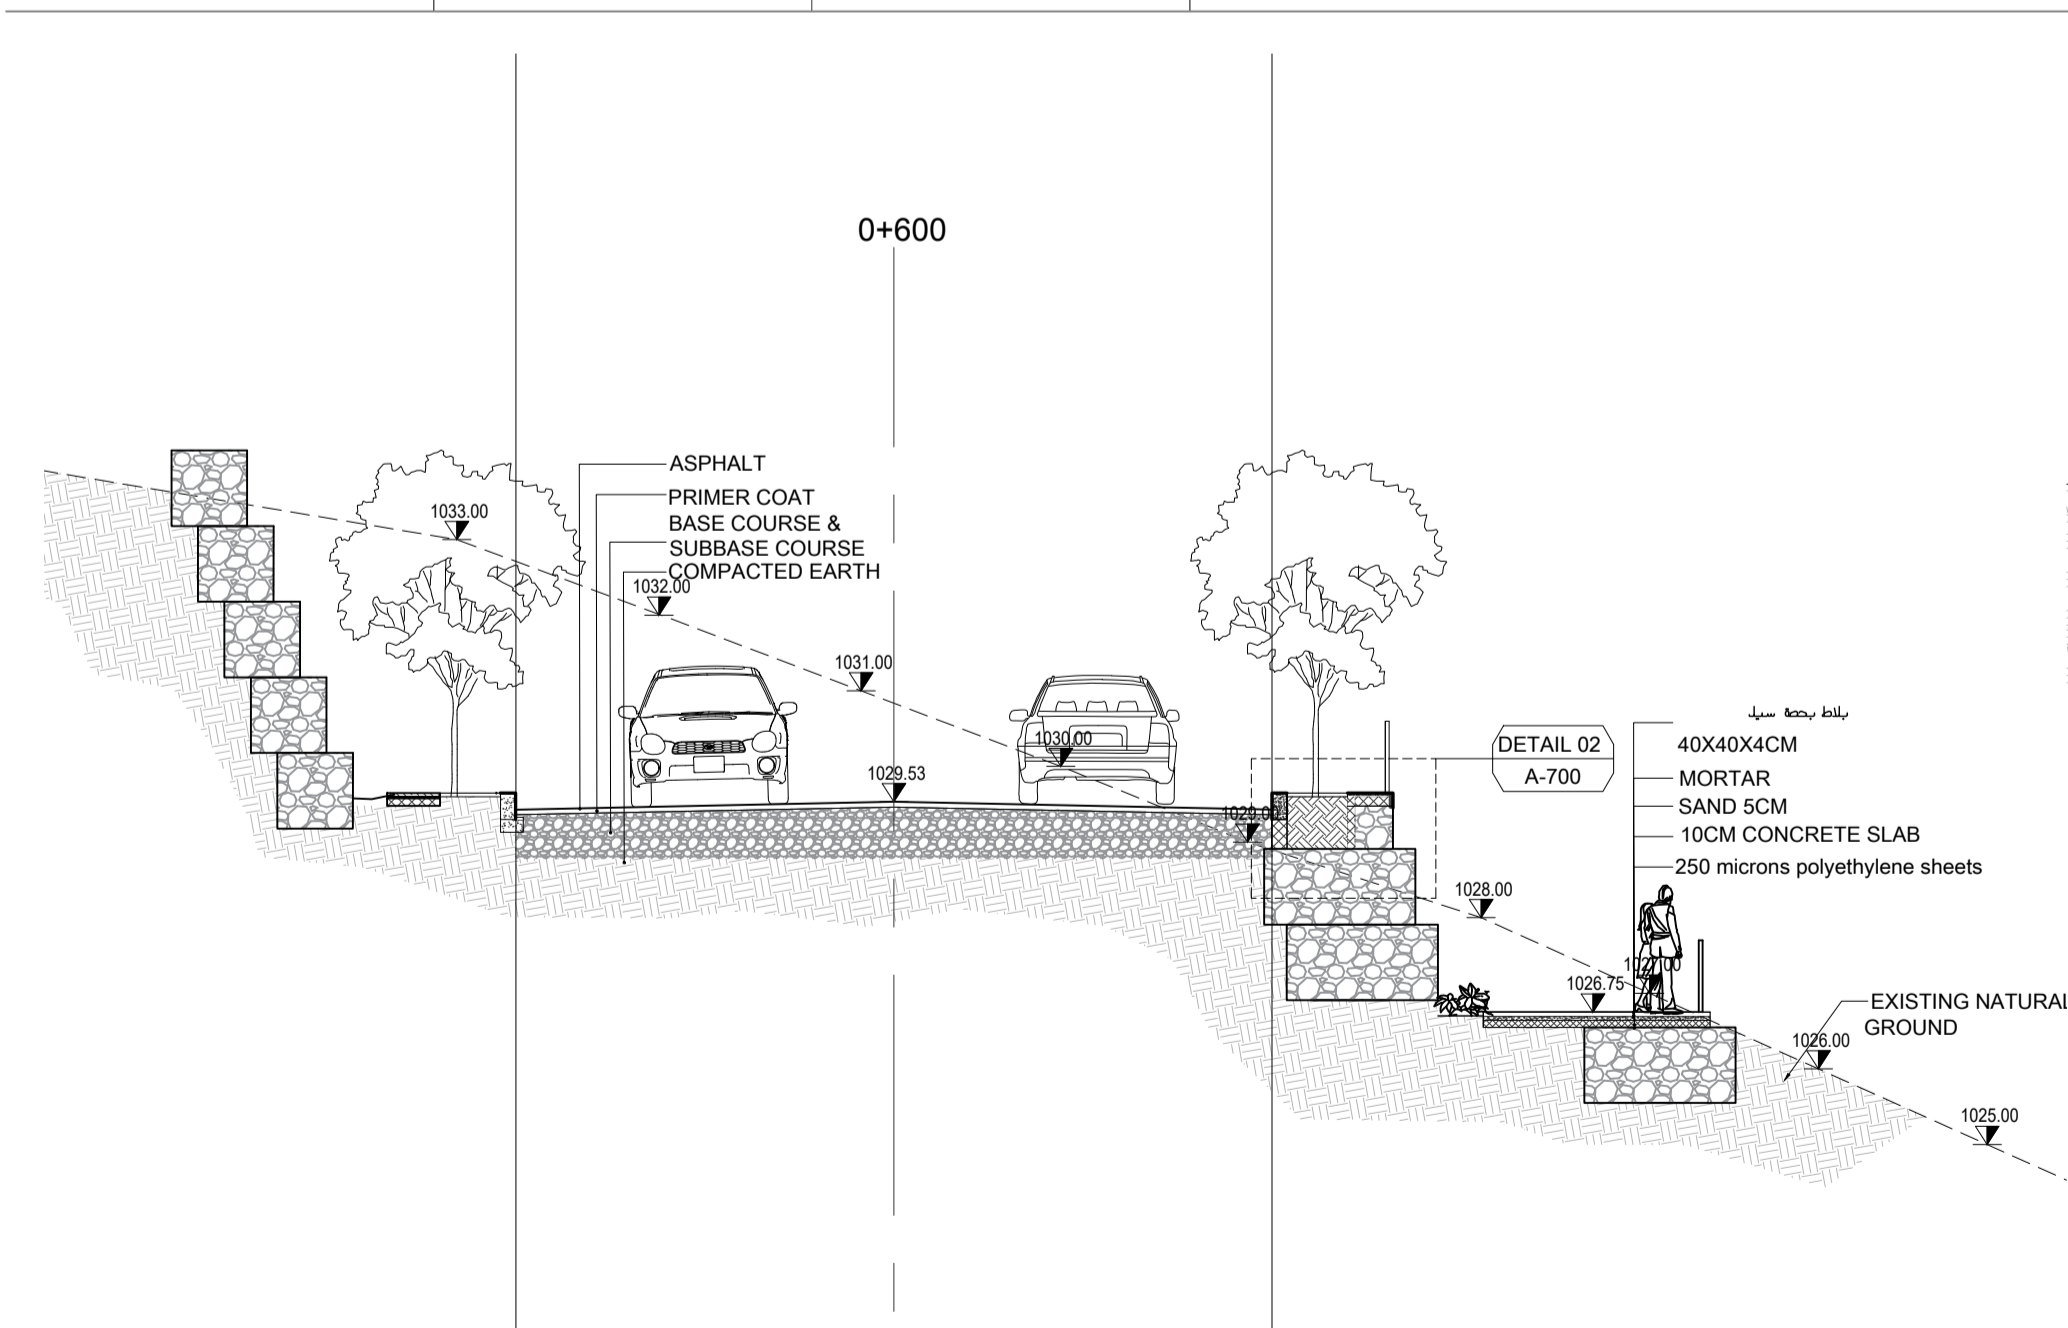 0+600
ASPHALT
PRIMER COAT
BASE COURSE &
SUBBASE COURSE
COMPACTED EARTH
1033.00
1032.00
1031.00
1030.00
1029.53
1029.00
DETAIL 02
A-700
بلاط بحصة سيل
40X40X4CM
MORTAR
SAND 5CM
10CM CONCRETE SLAB
250 microns polyethylene sheets
1028.00
1026.75
EXISTING NATURAL
GROUND
1026.00
1025.00